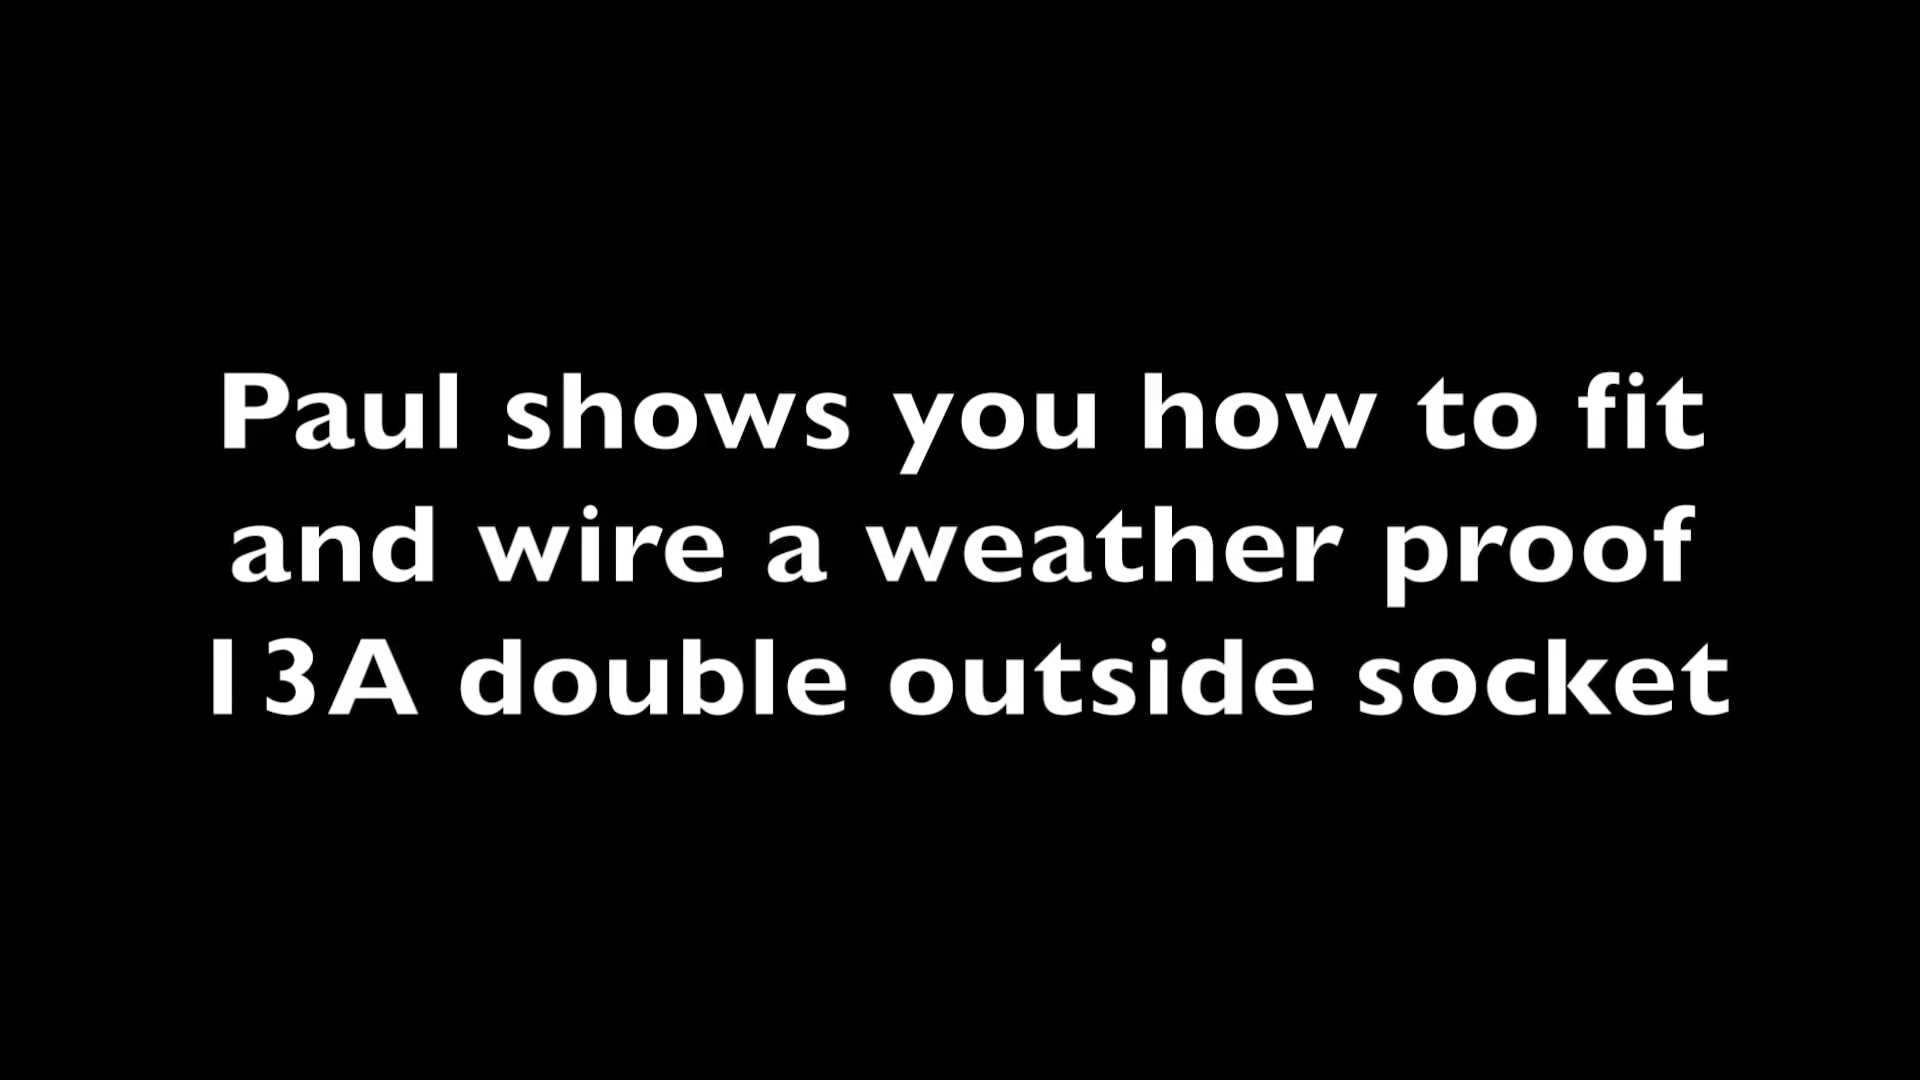 Paul shows you how to fit
and wire a weather proof
13A double outside socket